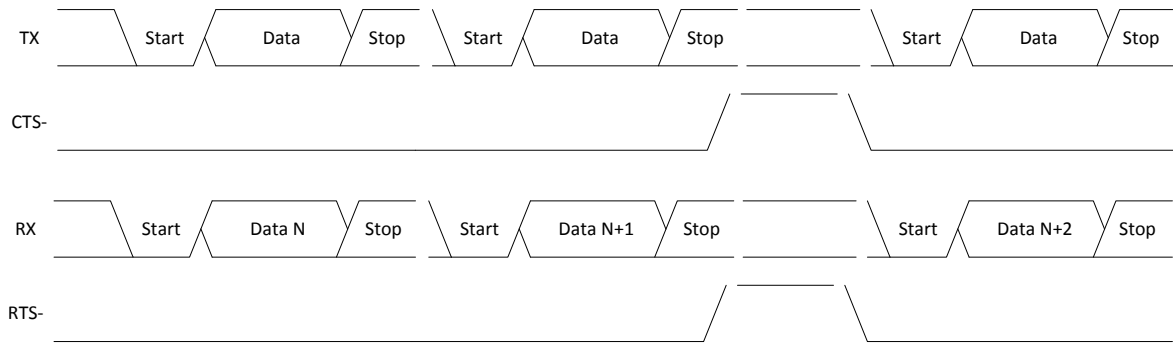 TX Start Data Stop Start Data Stop Start Data Stop
CTS-
RX Start Data N Stop Start Data N+1 Stop Start Data N+2 Stop
RTS-